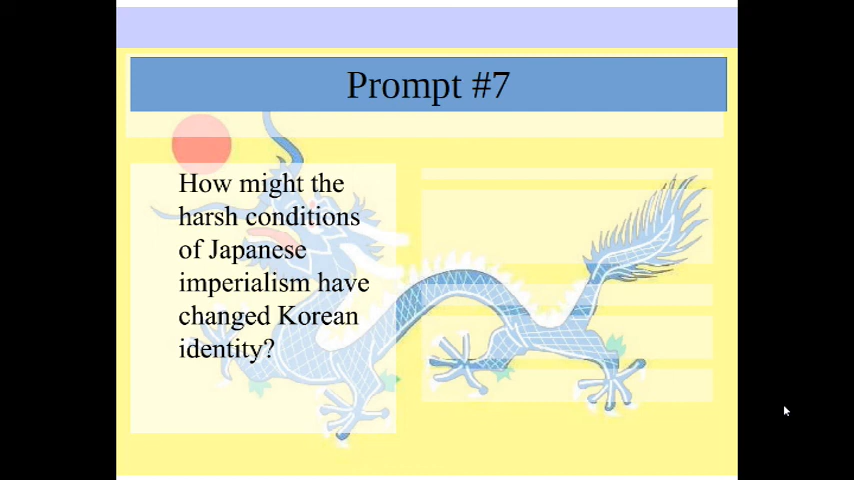 Prompt #7
How might the
harsh conditions
of Japanese
imperialism have
changed Korean
identity?